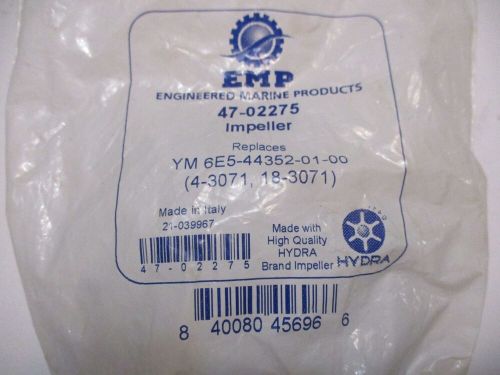 EMP
ENGINEERED MARINE PRODUCTS
47-02275
Impeller
Replaces
YM 6E5-44352-01-00
(4-3071, 18-3071)
Made in Italy
21-039967
47-02275
Made with
High Quality
HYDRA
Brand Impeller
HYDRA
8 40080 45696 6